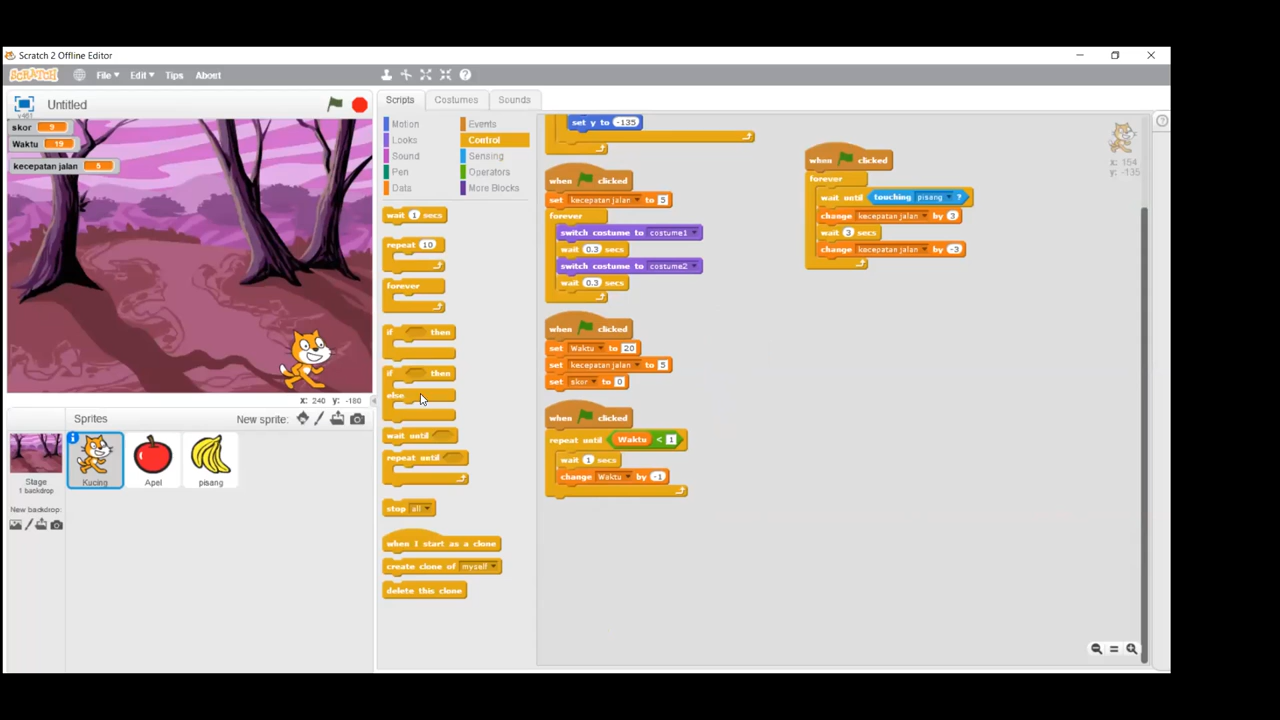 Scratch 2 Offline Editor
SCRATCH File Edit Tips About
Untitled
v461
skor 9
Waktu 19
kecepatan jalan 5
x: 240 y: -180
Sprites New sprite:
Stage
1 backdrop
New backdrop:
Kucing
Apel
pisang
Scripts Costumes Sounds
Motion Events
Looks Control
Sound Sensing
Pen Operators
Data More Blocks
wait 1 secs
repeat 10
forever
if then
if then
else
wait until
repeat until
stop all
when I start as a clone
create clone of myself
delete this clone
set y to -135
when clicked
set kecepatan jalan to 5
forever
switch costume to costume1
wait 0.3 secs
switch costume to costume2
wait 0.3 secs
when clicked
set Waktu to 20
set kecepatan jalan to 5
set skor to 0
when clicked
repeat until Waktu < 1
wait 1 secs
change Waktu by -1
when clicked
forever
wait until touching pisang ?
change kecepatan jalan by 3
wait 3 secs
change kecepatan jalan by -3
x: 154
y: -135